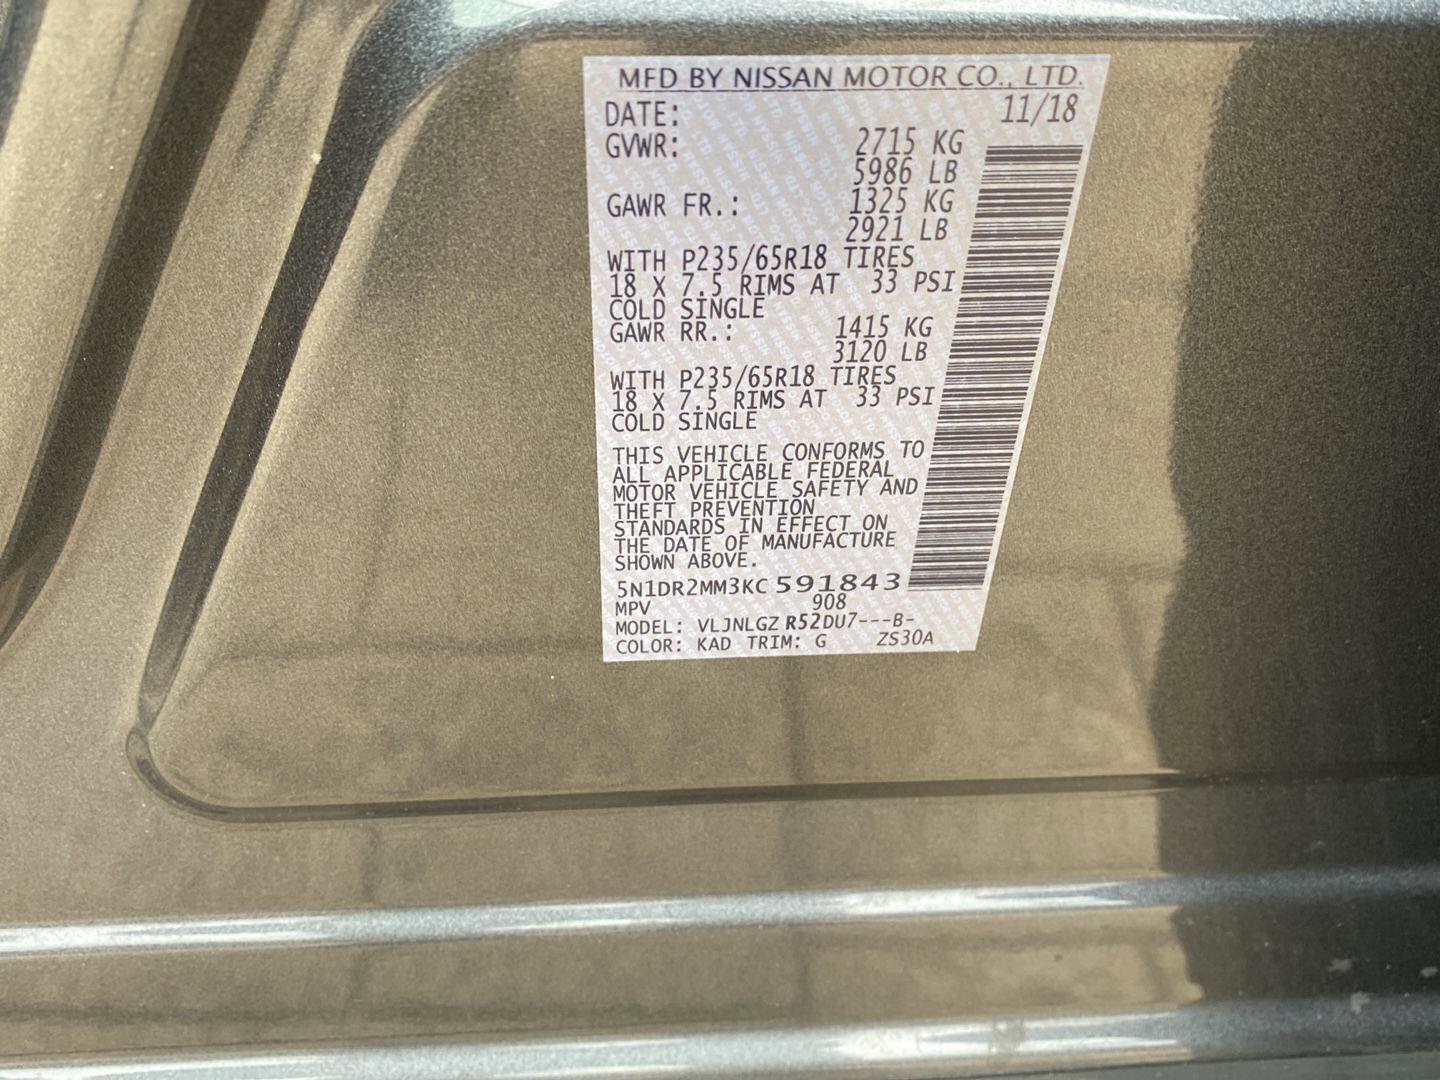 MFD BY NISSAN MOTOR CO., LTD.
DATE: 11/18
GVWR: 2715 KG
5986 LB
GAWR FR.: 1325 KG
2921 LB
WITH P235/65R18 TIRES
18 X 7.5 RIMS AT 33 PSI
COLD SINGLE
GAWR RR.: 1415 KG
3120 LB
WITH P235/65R18 TIRES
18 X 7.5 RIMS AT 33 PSI
COLD SINGLE
THIS VEHICLE CONFORMS TO
ALL APPLICABLE FEDERAL
MOTOR VEHICLE SAFETY AND
THEFT PREVENTION
STANDARDS IN EFFECT ON
THE DATE OF MANUFACTURE
SHOWN ABOVE.
5N1DR2MM3KC 591843
MPV 908
MODEL: VLJNLGZ R52DU7---B-
COLOR: KAD TRIM: G ZS30A